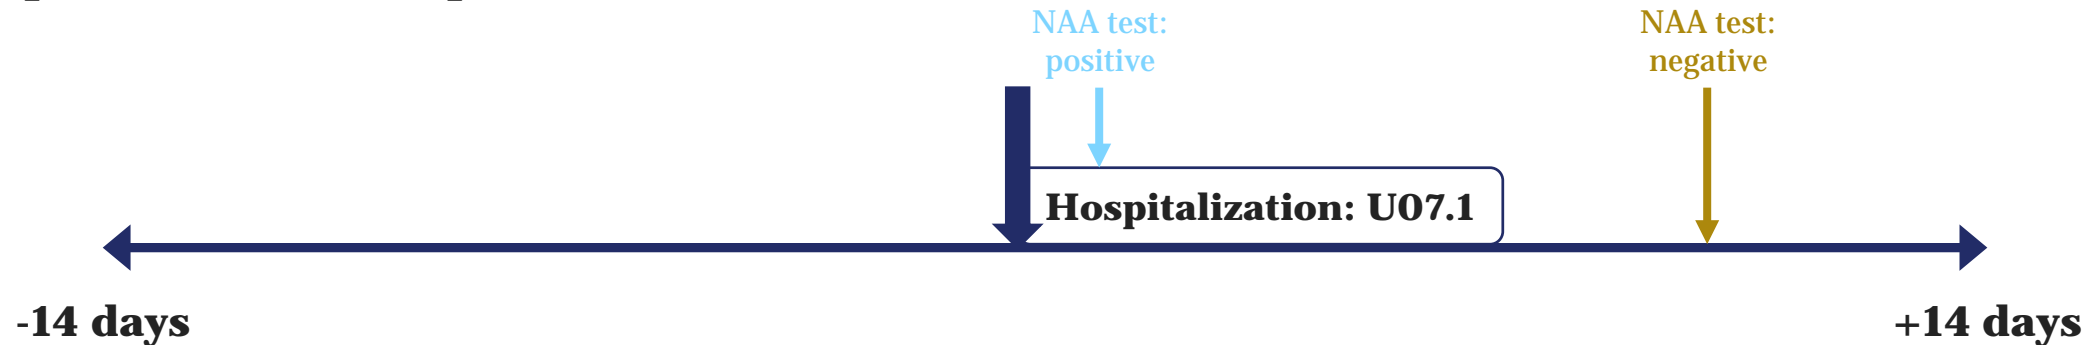 NAA test:
positive
NAA test:
negative
Hospitalization: U07.1
-14 days
+14 days